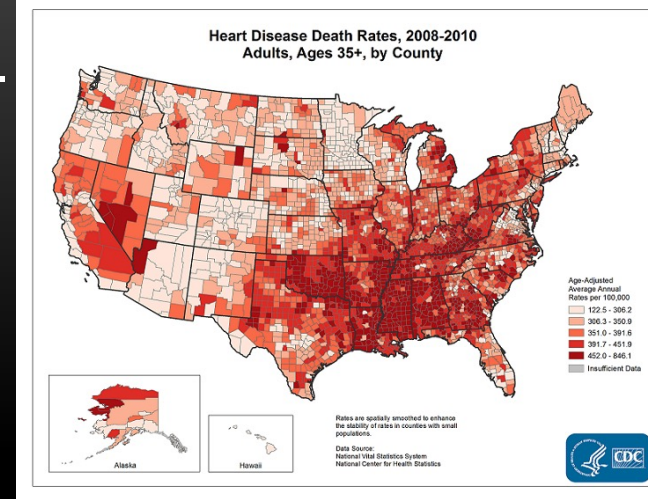 Heart Disease Death Rates, 2008-2010
Adults, Ages 35+, by County
Age-Adjusted
Average Annual
Rates per 100,000
122.5 - 306.2
306.3 - 350.9
351.0 - 391.6
391.7 - 451.9
452.0 - 846.1
Insufficient Data
Rates are spatially smoothed to enhance
the stability of rates in counties with small
populations.
Data Source:
National Vital Statistics System
National Center for Health Statistics
Alaska
Hawaii
CDC